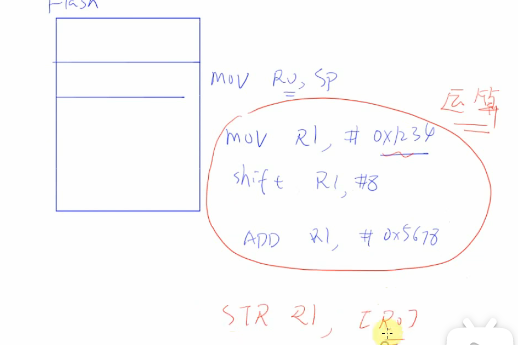 Flash
mov R0, SP
运算
mov R1, # 0x1234
shift R1, #8
ADD R1, # 0x5678
STR R1, [R0]